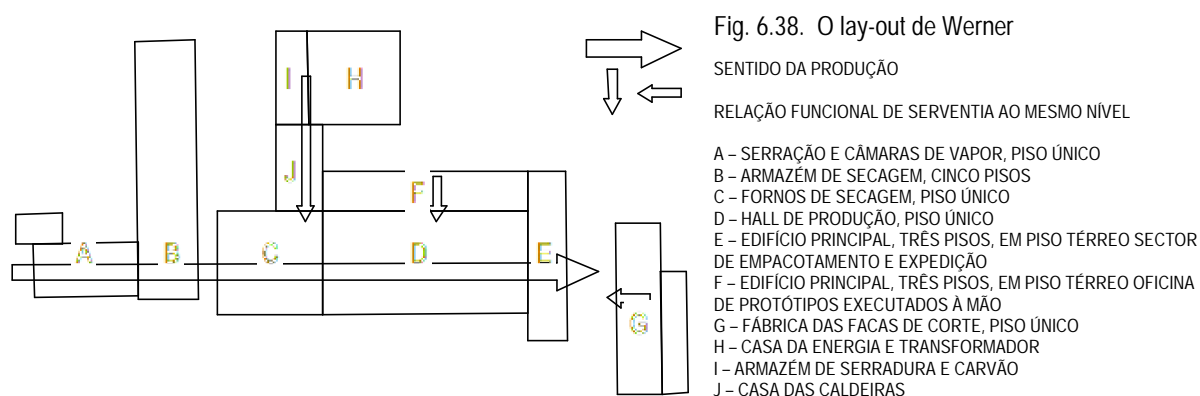 Fig. 6.38. O lay-out de Werner
SENTIDO DA PRODUÇÃO
RELAÇÃO FUNCIONAL DE SERVENTIA AO MESMO NÍVEL
A – SERRAÇÃO E CÂMARAS DE VAPOR, PISO ÚNICO
B – ARMAZÉM DE SECAGEM, CINCO PISOS
C – FORNOS DE SECAGEM, PISO ÚNICO
D – HALL DE PRODUÇÃO, PISO ÚNICO
E – EDIFÍCIO PRINCIPAL, TRÊS PISOS, EM PISO TÉRREO SECTOR
DE EMPACOTAMENTO E EXPEDIÇÃO
F – EDIFÍCIO PRINCIPAL, TRÊS PISOS, EM PISO TÉRREO OFICINA
DE PROTÓTIPOS EXECUTADOS À MÃO
G – FÁBRICA DAS FACAS DE CORTE, PISO ÚNICO
H – CASA DA ENERGIA E TRANSFORMADOR
I – ARMAZÉM DE SERRADURA E CARVÃO
J – CASA DAS CALDEIRAS
I H
J F
A B C D E
G